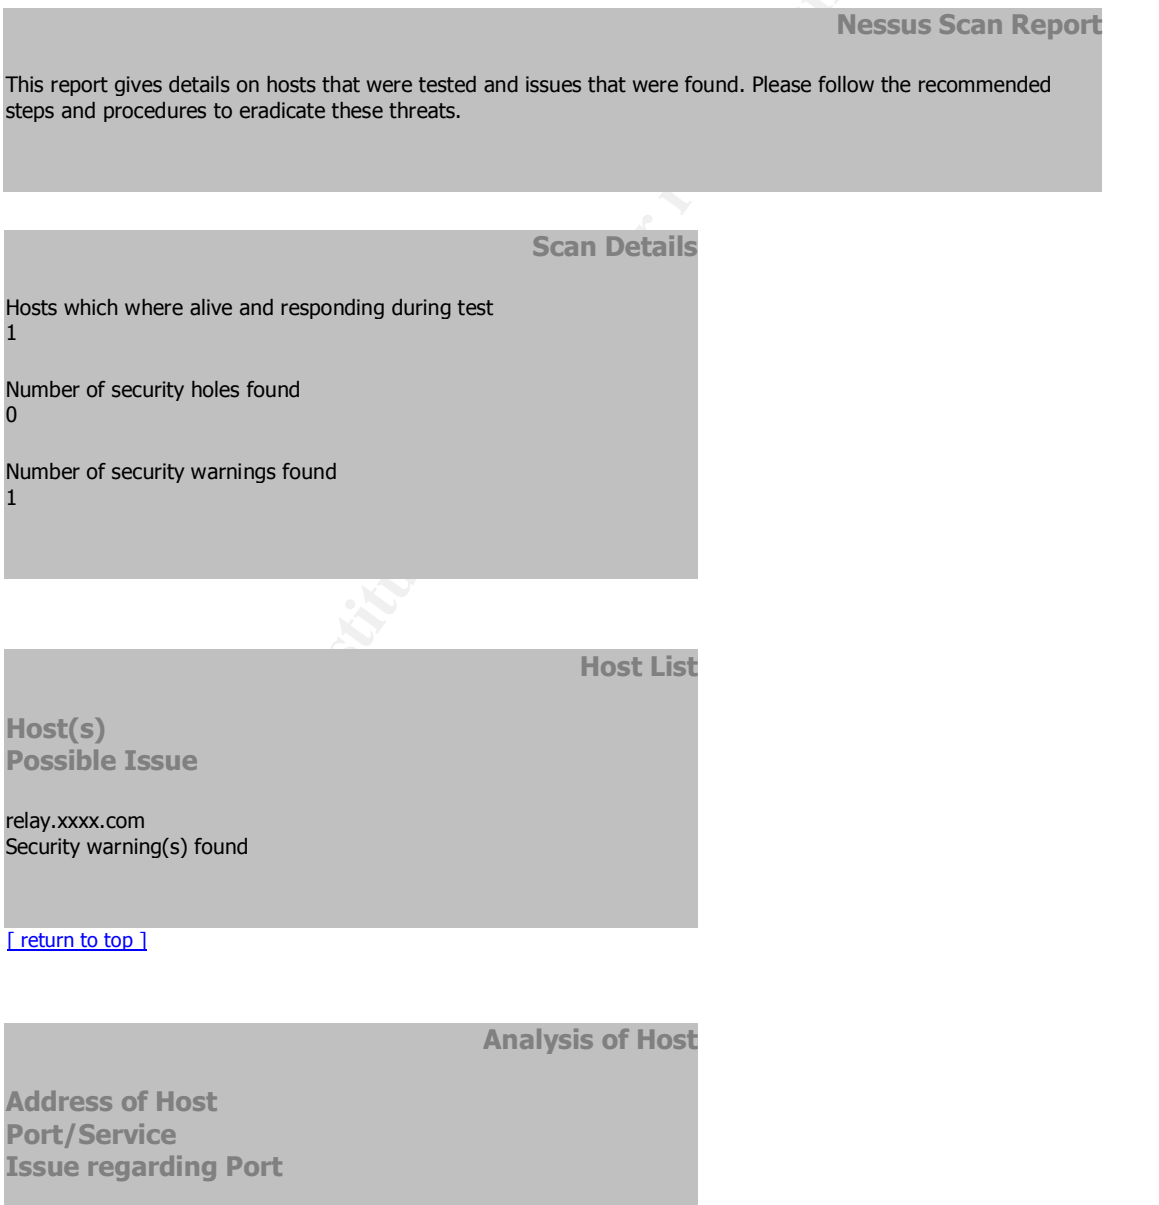 Nessus Scan Report
This report gives details on hosts that were tested and issues that were found. Please follow the recommended
steps and procedures to eradicate these threats.
Scan Details
Hosts which where alive and responding during test
1
Number of security holes found
0
Number of security warnings found
1
Host List
Host(s)
Possible Issue
relay.xxxx.com
Security warning(s) found
[ return to top ]
Analysis of Host
Address of Host
Port/Service
Issue regarding Port